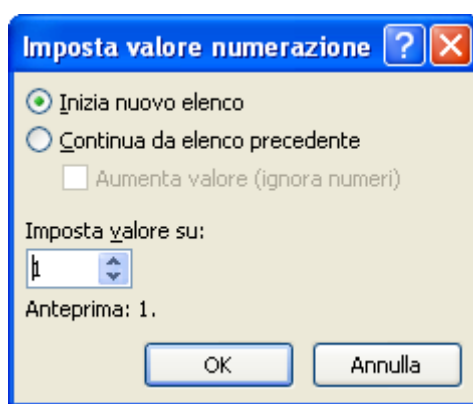 Imposta valore numerazione
Inizia nuovo elenco
Continua da elenco precedente
Aumenta valore (ignora numeri)
Imposta valore su:
1
Anteprima: 1.
OK Annulla